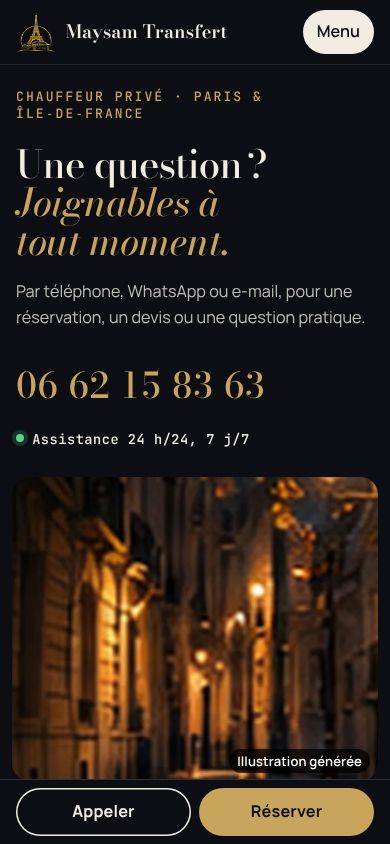 Maysam Transfert
Menu
CHAUFFEUR PRIVÉ · PARIS &
ÎLE-DE-FRANCE
Une question ?
Joignables à
tout moment.
Par téléphone, WhatsApp ou e-mail, pour une
réservation, un devis ou une question pratique.
06 62 15 83 63
Assistance 24 h/24, 7 j/7
Illustration générée
Appeler
Réserver